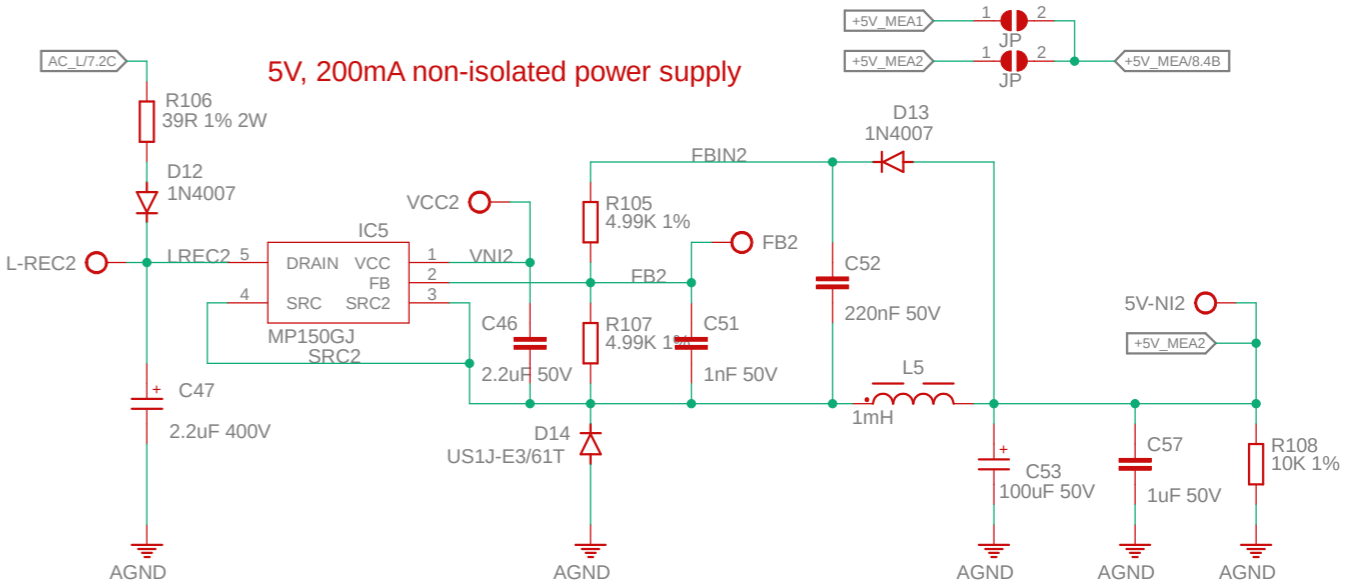 +5V_MEA1
1
2
JP
+5V_MEA2
1
2
JP
+5V_MEA/8.4B
AC_L/7.2C
5V, 200mA non-isolated power supply
R106
39R 1% 2W
D12
1N4007
D13
1N4007
FBIN2
VCC2
R105
4.99K 1%
IC5
FB2
L-REC2
LREC2
5
DRAIN
VCC
1
VNI2
FB
2
FB2
4
SRC
SRC2
3
MP150GJ
SRC2
C46
2.2uF 50V
R107
4.99K 1%
C51
1nF 50V
C52
220nF 50V
5V-NI2
+5V_MEA2
L5
1mH
+
C47
2.2uF 400V
D14
US1J-E3/61T
+
C53
100uF 50V
C57
1uF 50V
R108
10K 1%
AGND
AGND
AGND
AGND
AGND